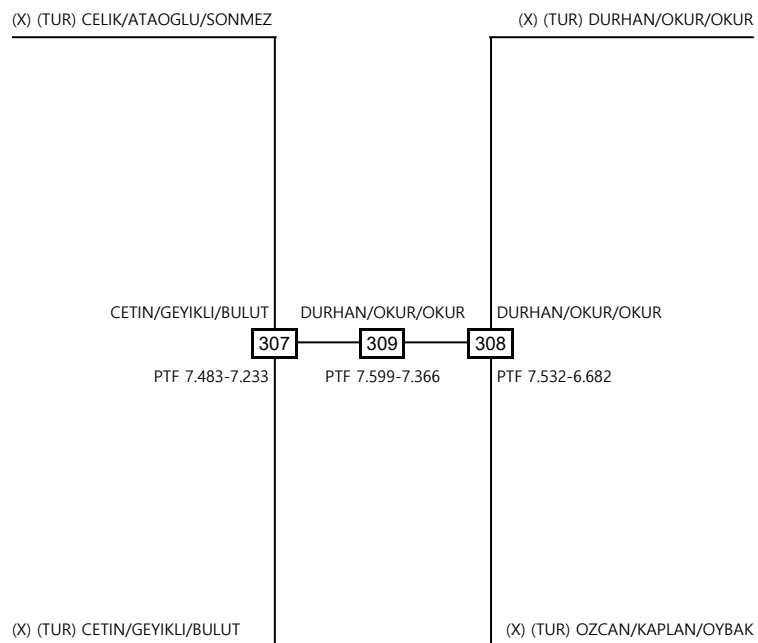 (X) (TUR) CELIK/ATAOGLU/SONMEZ
(X) (TUR) DURHAN/OKUR/OKUR
CETIN/GEYIKLI/BULUT
DURHAN/OKUR/OKUR
DURHAN/OKUR/OKUR
307
309
308
PTF 7.483-7.233
PTF 7.599-7.366
PTF 7.532-6.682
(X) (TUR) CETIN/GEYIKLI/BULUT
(X) (TUR) OZCAN/KAPLAN/OYBAK